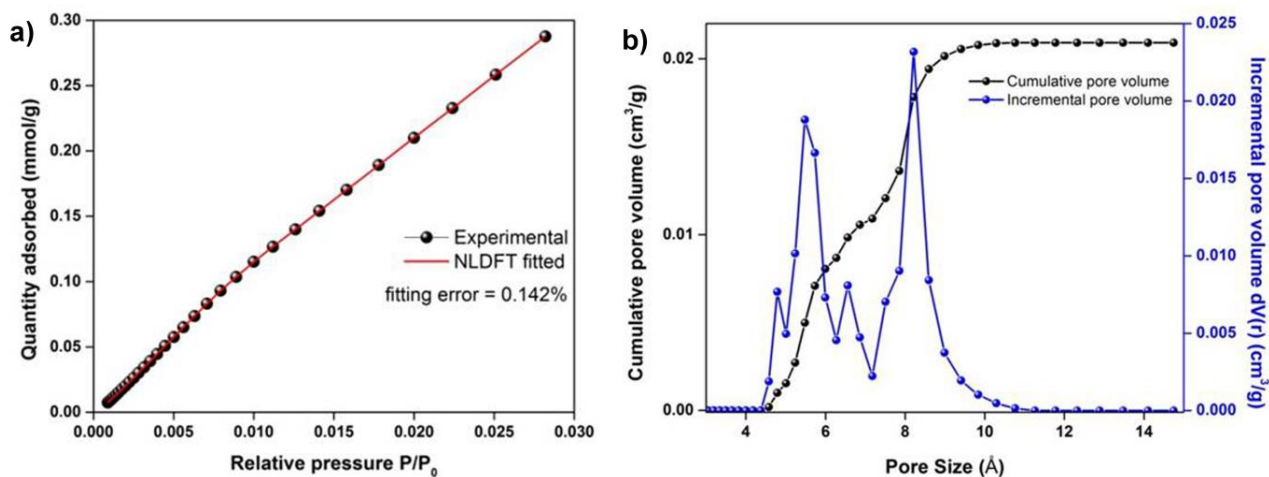 a)
0.30
0.25
0.20
0.15
0.10
0.05
0.00
Quantity adsorbed (mmol/g)
Experimental
NLDFT fitted
fitting error = 0.142%
0.000 0.005 0.010 0.015 0.020 0.025 0.030
Relative pressure P/P₀
b)
0.02
0.01
0.00
Cumulative pore volume (cm³/g)
Cumulative pore volume
Incremental pore volume
4 6 8 10 12 14
Pore Size (Å)
0.025
0.020
0.015
0.010
0.005
0.000
Incremental pore volume dV(r) (cm³/g)